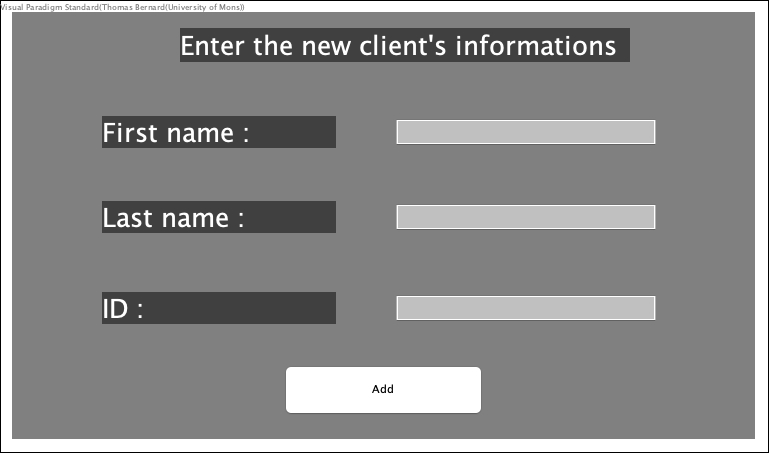 Visual Paradigm Standard(Thomas Bernard(University of Mons))
Enter the new client's informations
First name :
Last name :
ID :
Add